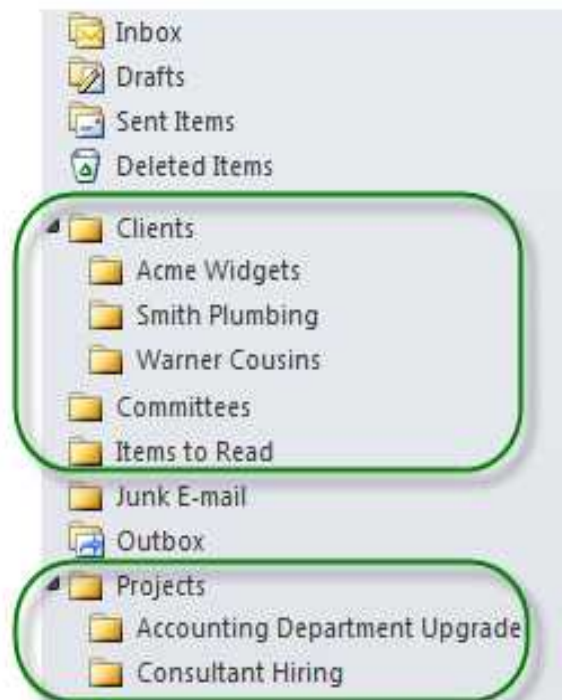 Inbox
Drafts
Sent Items
Deleted Items
Clients
Acme Widgets
Smith Plumbing
Warner Cousins
Committees
Items to Read
Junk E-mail
Outbox
Projects
Accounting Department Upgrade
Consultant Hiring